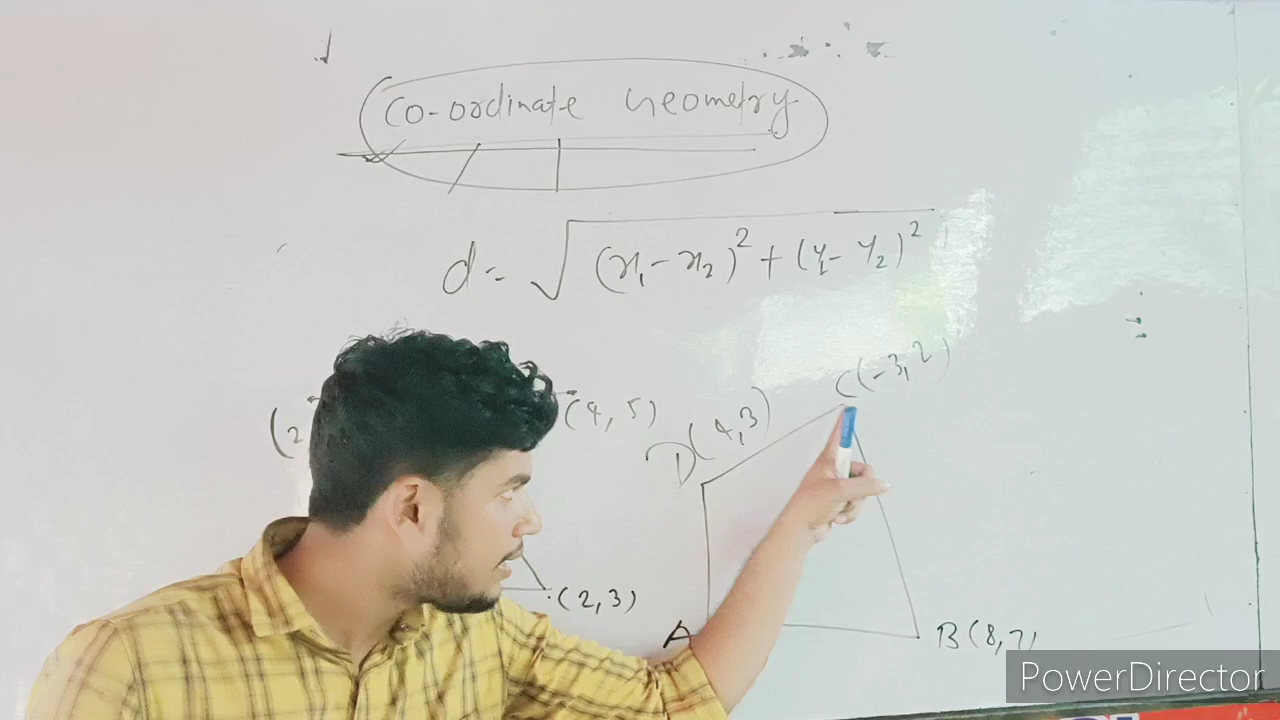 Co-ordinate Geometry
d = √(x₁ - x₂)² + (y₁ - y₂)²
C(-3, 2)
D(4,3)
(2
(4, 5)
(2, 3)
A
B(8,
PowerDirector